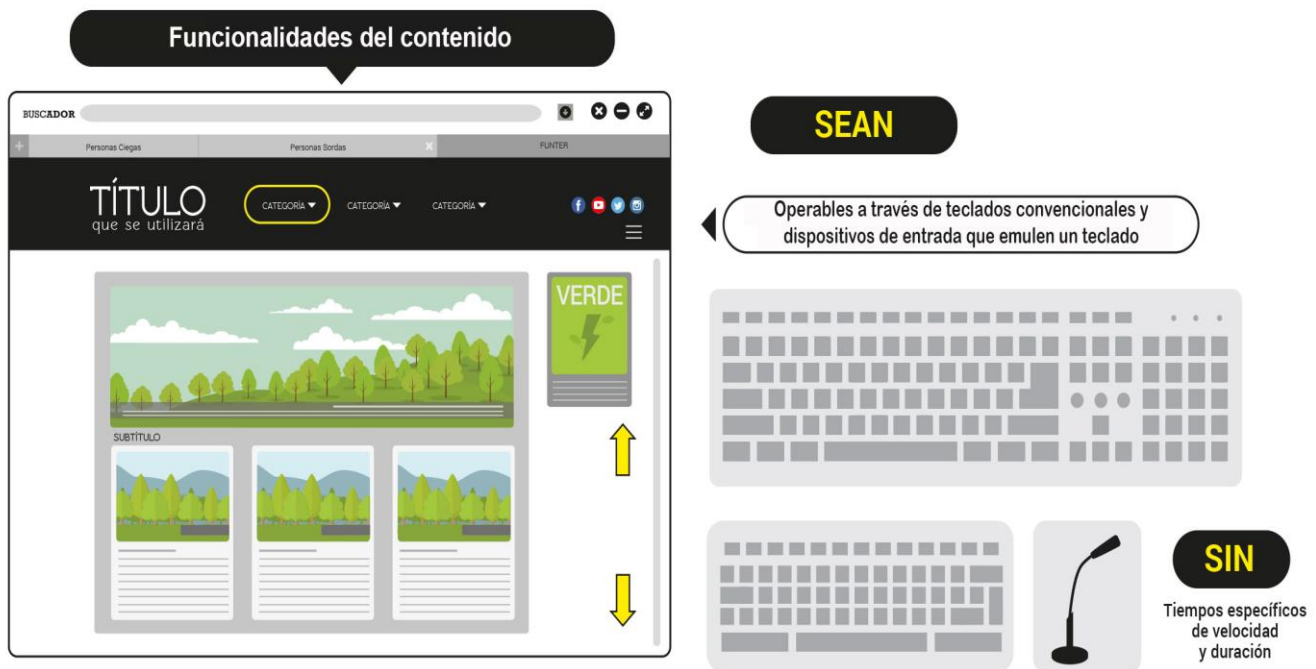 Funcionalidades del contenido
BUSCADOR
Personas Ciegas
Personas Sordas
FUNTER
TÍTULO
que se utilizará
CATEGORÍA
CATEGORÍA
CATEGORÍA
VERDE
SUBTÍTULO
SEAN
Operables a través de teclados convencionales y
dispositivos de entrada que emulen un teclado
SIN
Tiempos específicos
de velocidad
y duración